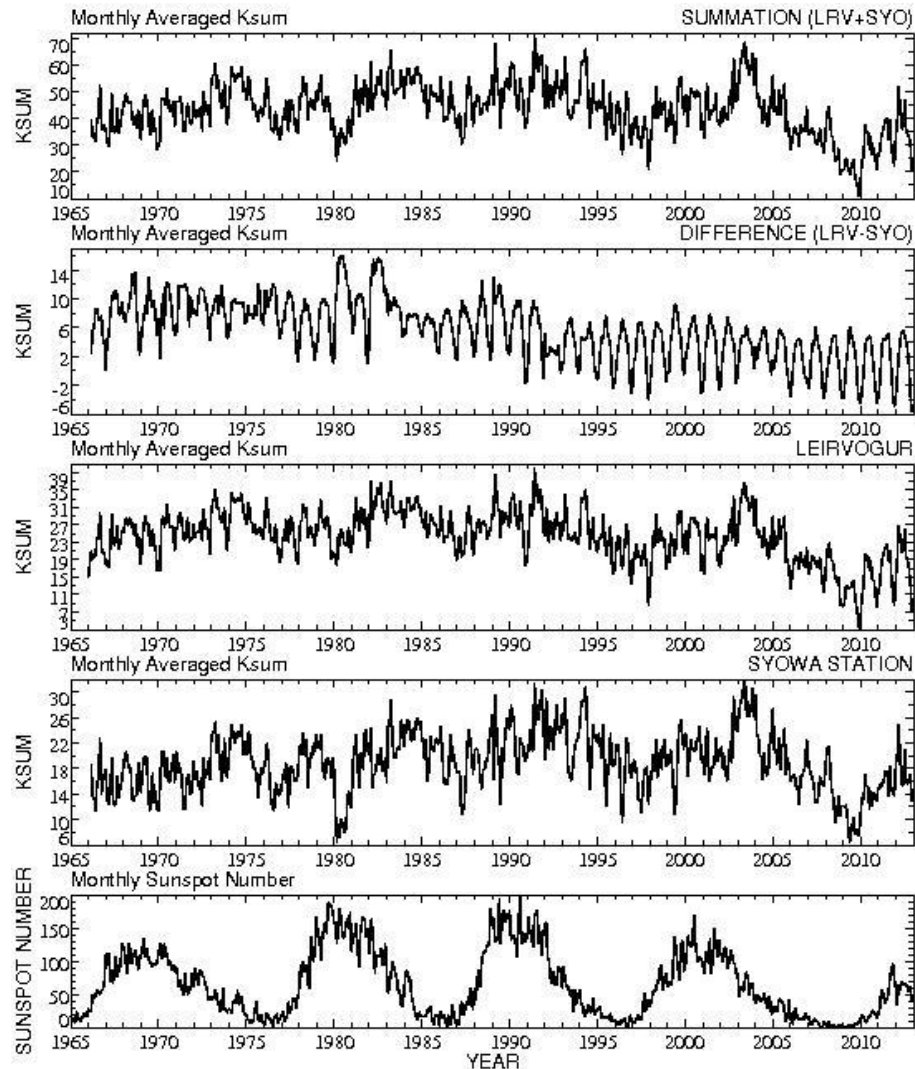 Monthly Averaged Ksum SUMMATION (LRV+SYO)
70
60
50
40
30
20
10
KSUM
1965 1970 1975 1980 1985 1990 1995 2000 2005 2010
Monthly Averaged Ksum DIFFERENCE (LRV-SYO)
14
10
6
2
-2
-6
KSUM
1965 1970 1975 1980 1985 1990 1995 2000 2005 2010
Monthly Averaged Ksum LEIRVOGUR
39
35
31
27
23
19
15
11
7
3
KSUM
1965 1970 1975 1980 1985 1990 1995 2000 2005 2010
Monthly Averaged Ksum SYOWA STATION
30
26
22
18
14
10
6
KSUM
1965 1970 1975 1980 1985 1990 1995 2000 2005 2010
Monthly Sunspot Number
200
150
100
50
0
SUNSPOT NUMBER
1965 1970 1975 1980 1985 1990 1995 2000 2005 2010
YEAR